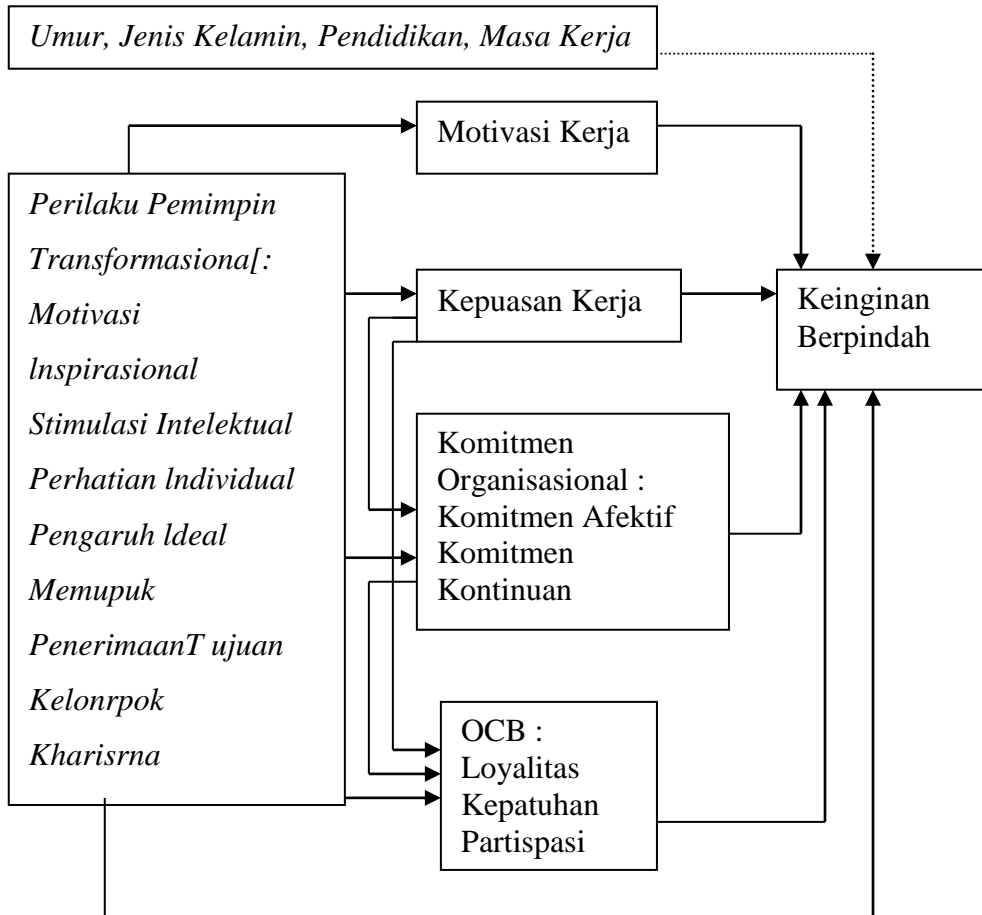 Umur, Jenis Kelamin, Pendidikan, Masa Kerja
Motivasi Kerja
Perilaku Pemimpin
Transformasiona[:
Motivasi
lnspirasional
Stimulasi Intelektual
Perhatian lndividual
Pengaruh ldeal
Memupuk
PenerimaanT ujuan
Kelonrpok
Kharisrna
Kepuasan Kerja
Keinginan
Berpindah
Komitmen
Organisasional :
Komitmen Afektif
Komitmen
Kontinuan
OCB :
Loyalitas
Kepatuhan
Partispasi